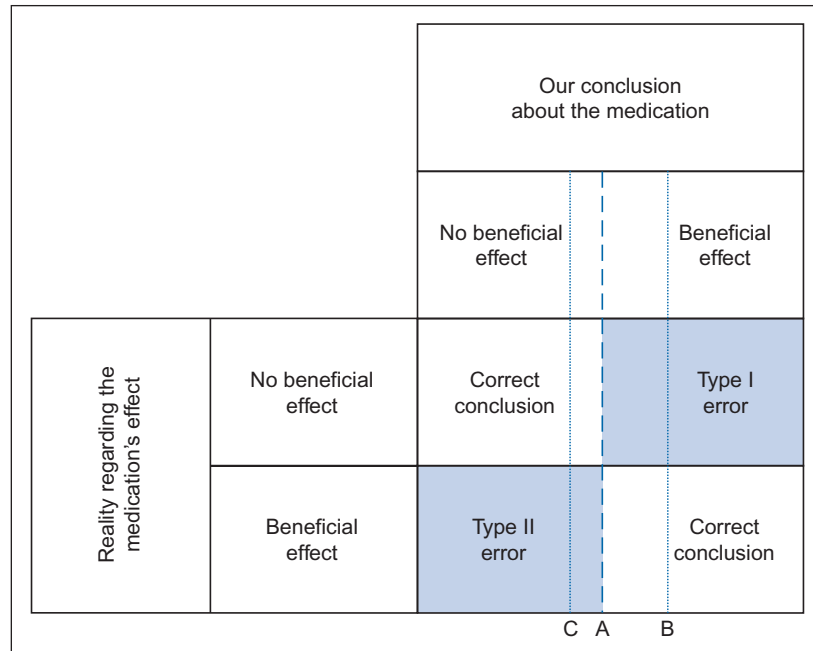 Our conclusion
about the medication
No beneficial
effect
Beneficial
effect
Reality regarding the
medication's effect
No beneficial
effect
Correct
conclusion
Type I
error
Beneficial
effect
Type II
error
Correct
conclusion
C A B